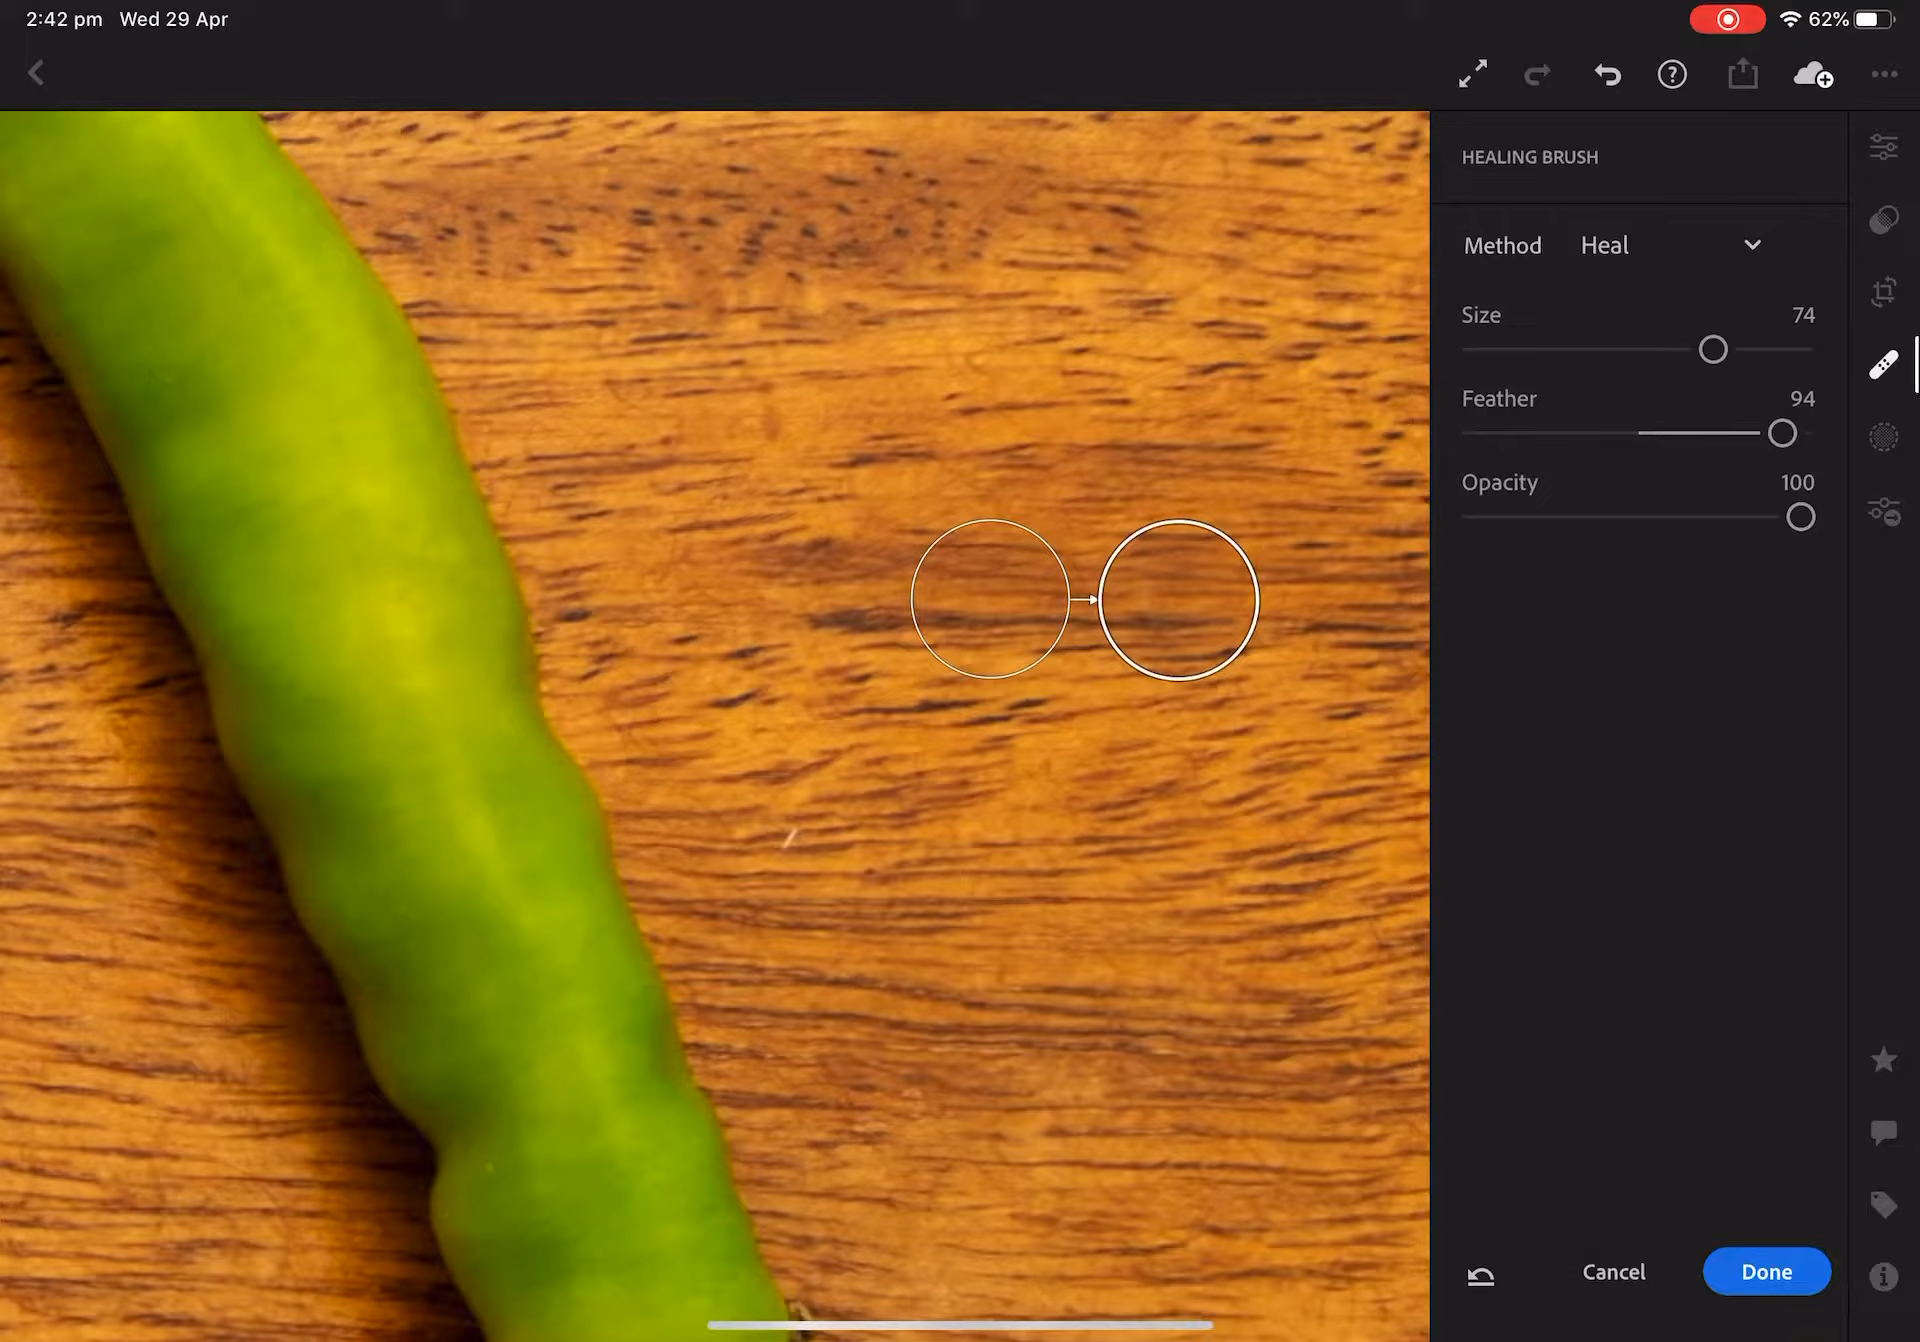 2:42 pm Wed 29 Apr
62%
HEALING BRUSH
Method Heal
Size 74
Feather 94
Opacity 100
Cancel Done